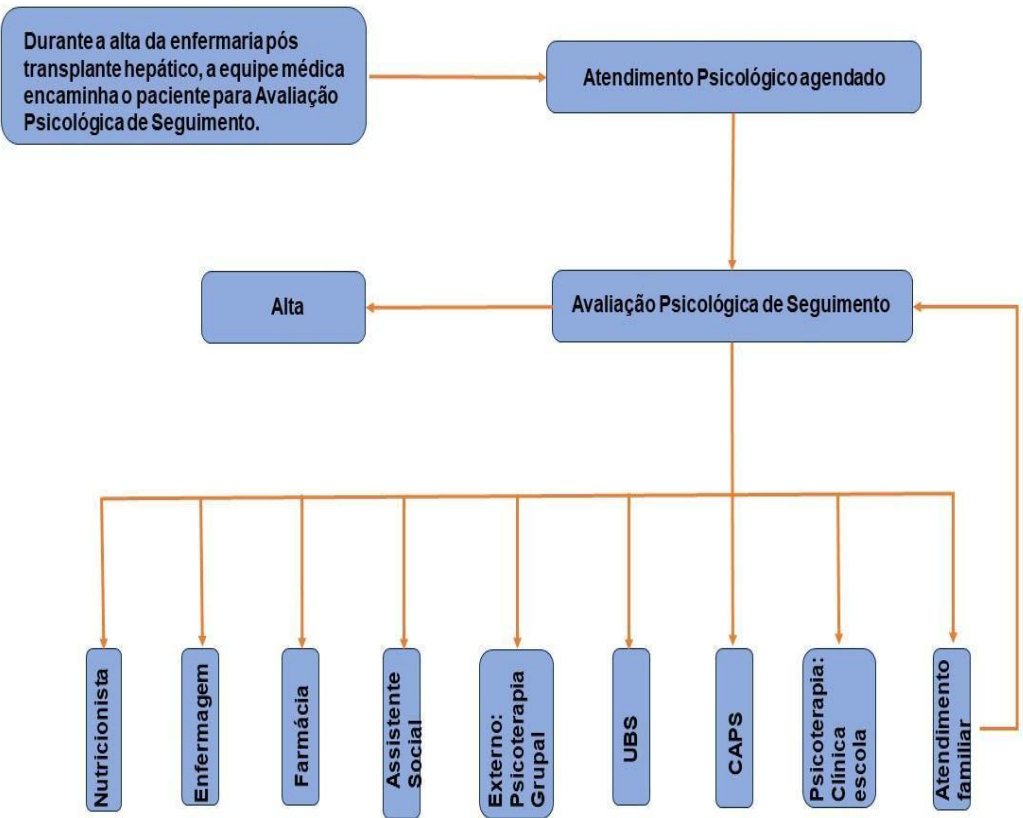 Durante a alta da enfermaria pós
transplante hepático, a equipe médica
encaminha o paciente para Avaliação
Psicológica de Seguimento.
Atendimento Psicológico agendado
Alta
Avaliação Psicológica de Seguimento
Nutricionista
Enfermagem
Farmácia
Assistente
Social
Externo:
Psicoterapia
Grupal
UBS
CAPS
Psicoterapia:
Clínica
escola
Atendimento
familiar